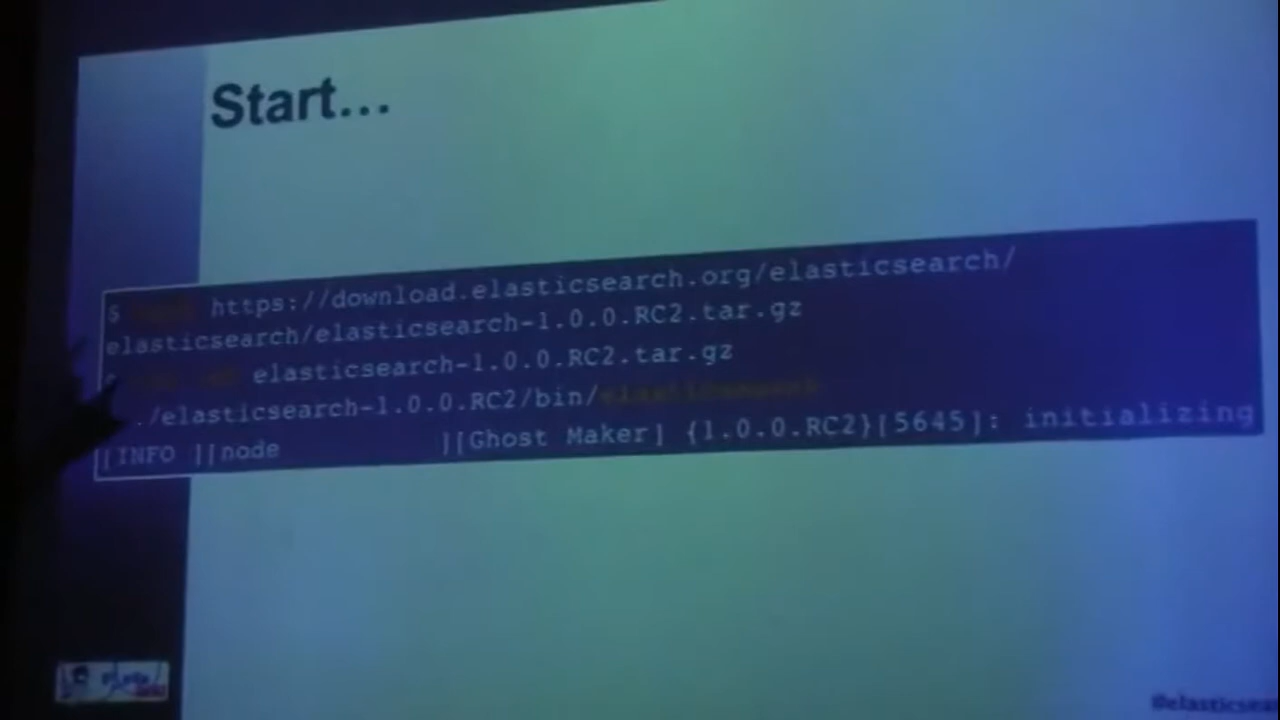 Start...
$ https://download.elasticsearch.org/elasticsearch/
elasticsearch/elasticsearch-1.0.0.RC2.tar.gz
elasticsearch-1.0.0.RC2.tar.gz
./elasticsearch-1.0.0.RC2/bin/
[INFO ][node ][Ghost Maker] {1.0.0.RC2}[5645]: initializing